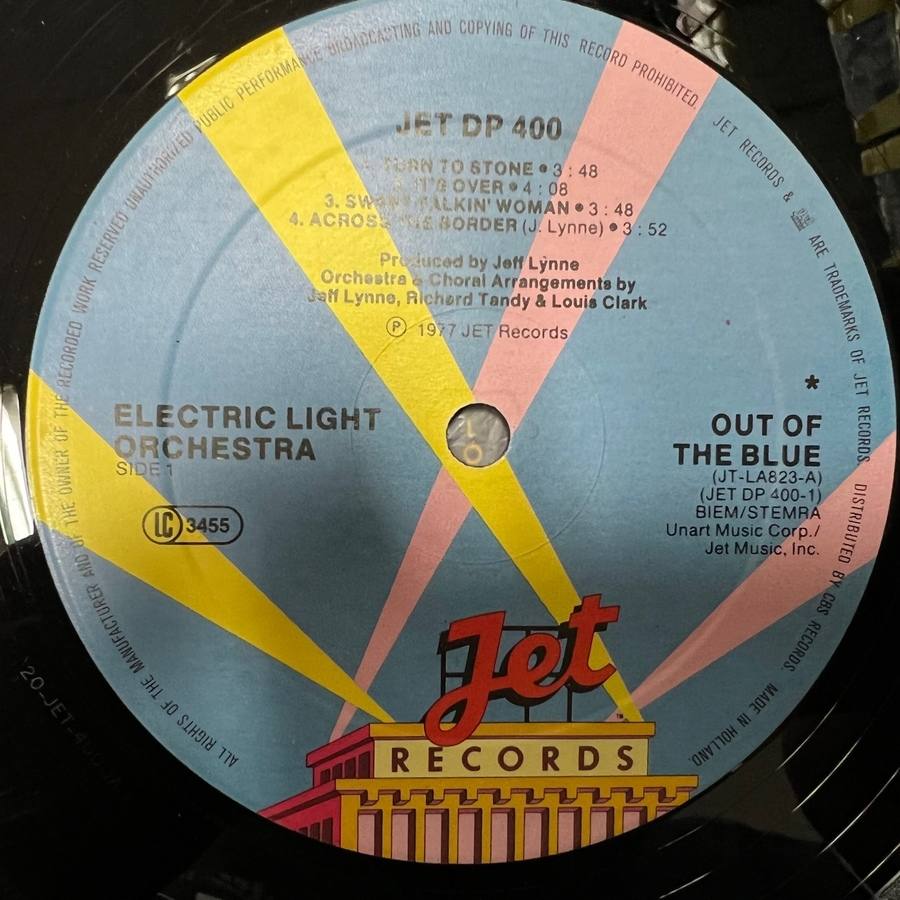 ALL RIGHTS OF THE MANUFACTURER AND OF THE OWNER OF THE RECORDED WORK RESERVED UNAUTHORIZED PUBLIC PERFORMANCE BROADCASTING AND COPYING OF THIS RECORD PROHIBITED.
JET RECORDS & ARE TRADEMARKS OF JET RECORDS. DISTRIBUTED BY CBS RECORDS. MADE IN HOLLAND.
JET DP 400
1. TURN TO STONE • 3 : 48
2. IT'S OVER • 4 : 08
3. SWEET TALKIN' WOMAN • 3 : 48
4. ACROSS THE BORDER (J. Lynne) • 3 : 52
Produced by Jeff Lynne
Orchestra & Choral Arrangements by
Jeff Lynne, Richard Tandy & Louis Clark
Ⓟ 1977 JET Records
ELECTRIC LIGHT
ORCHESTRA
SIDE 1
LC 3455
*
OUT OF
THE BLUE
(JT-LA823-A)
(JET DP 400-1)
BIEM/STEMRA
Unart Music Corp./
Jet Music, Inc.
Jet
TM
RECORDS